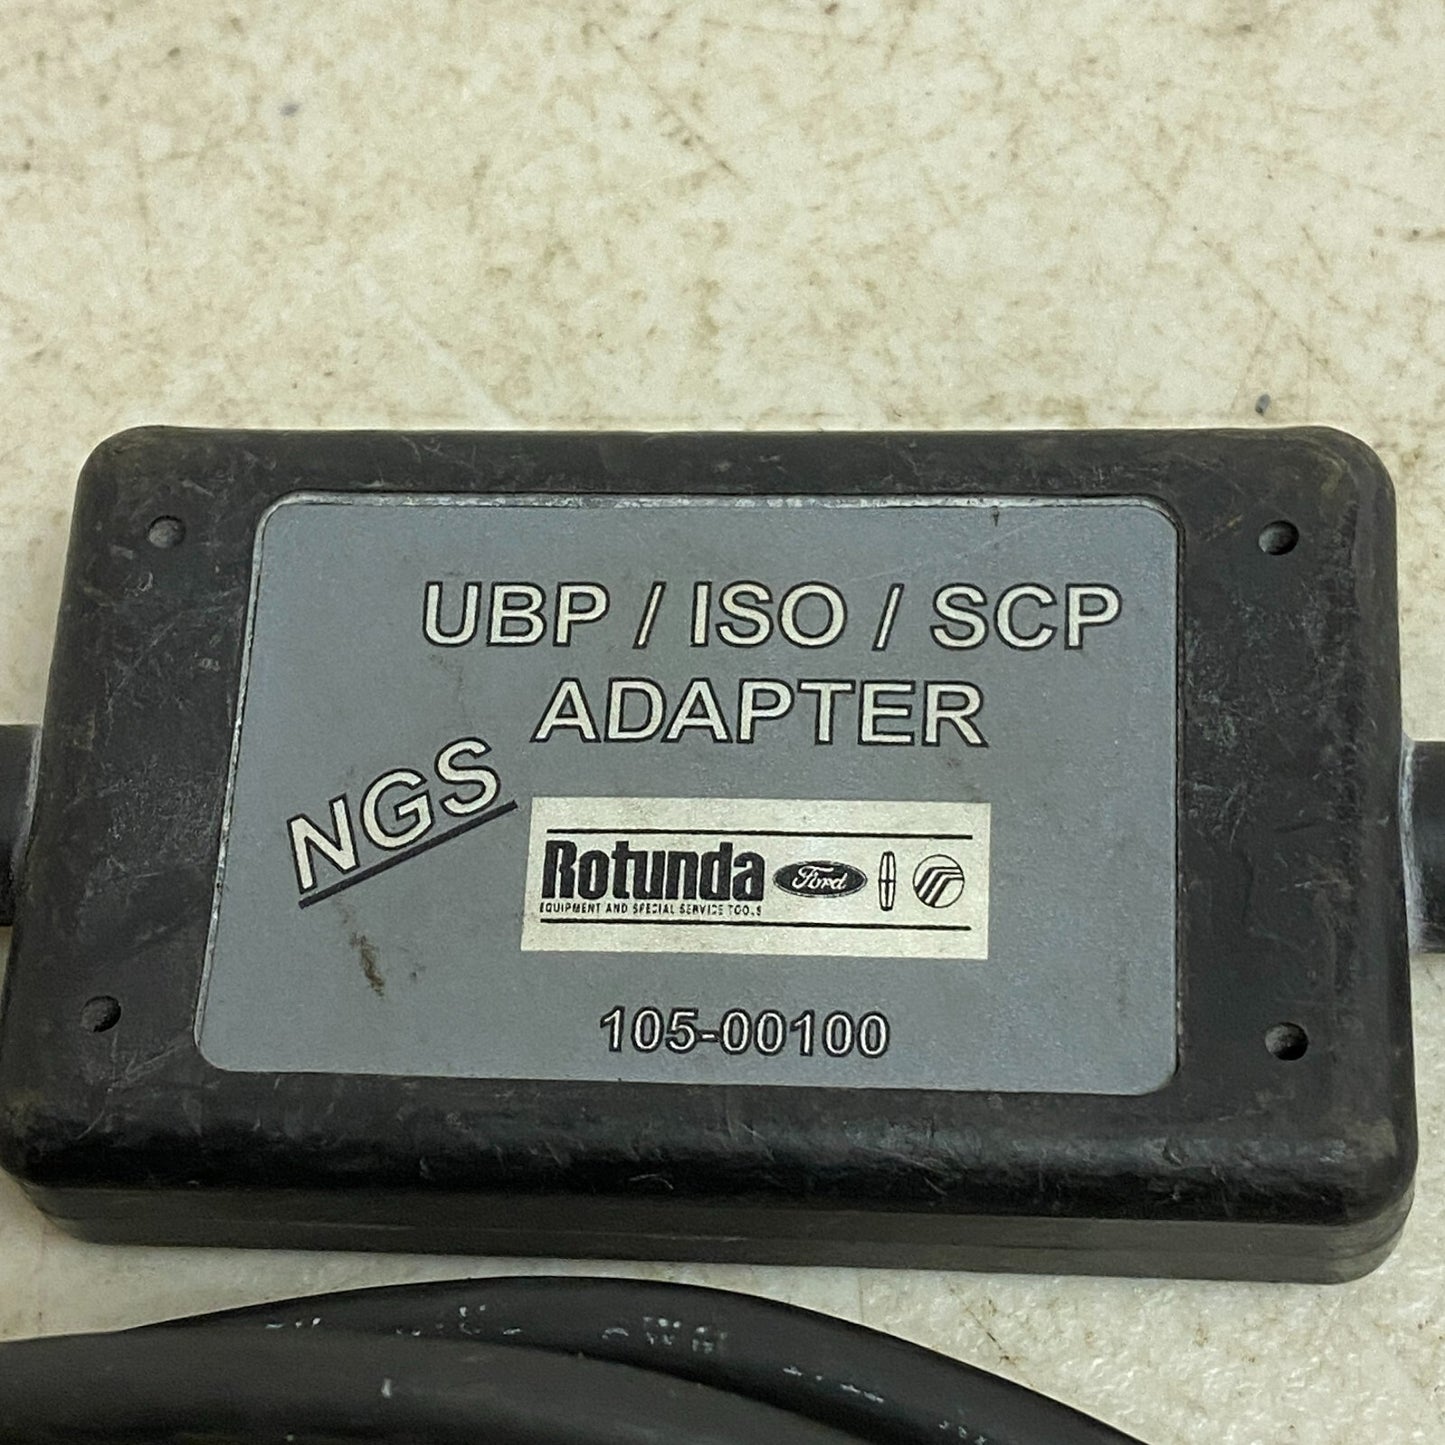 UBP / ISO / SCP
ADAPTER
NGS
Rotunda Ford
EQUIPMENT AND SPECIAL SERVICE TOOLS
105-00100